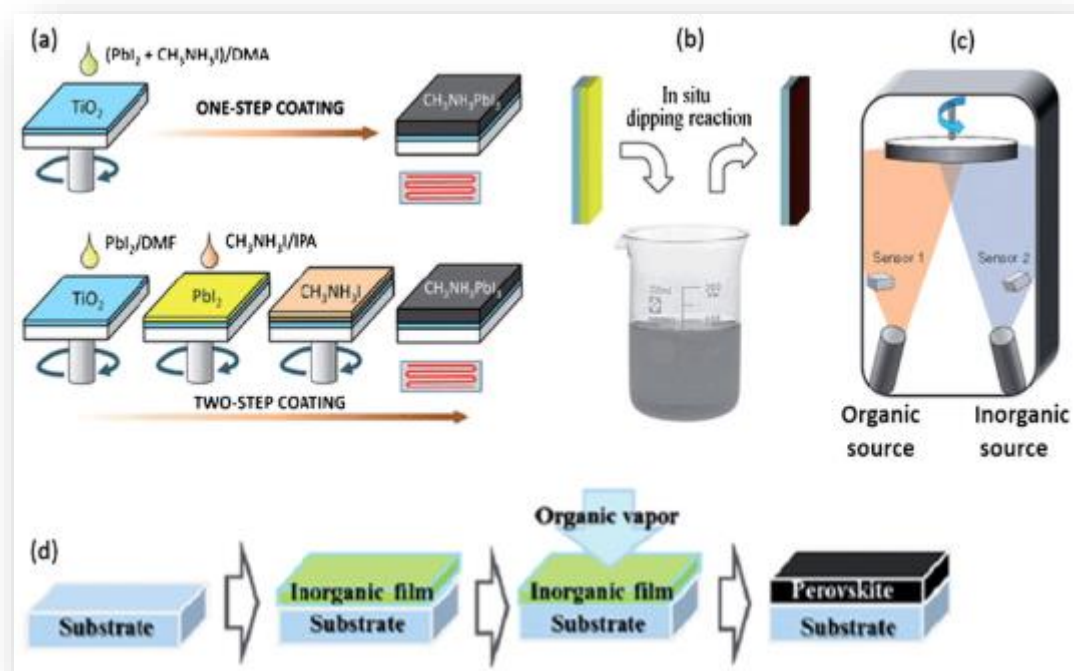 (a)
(PbI₂ + CH₃NH₃I)/DMA
TiO₂
ONE-STEP COATING
CH₃NH₃PbI₃
PbI₂/DMF
CH₃NH₃I/IPA
TiO₂
PbI₂
CH₃NH₃I
CH₃NH₃PbI₃
TWO-STEP COATING
(b)
In situ
dipping reaction
200
(c)
Sensor 1
Sensor 2
Organic
source
Inorganic
source
(d)
Substrate
Inorganic film
Substrate
Organic vapor
Inorganic film
Substrate
Perovskite
Substrate